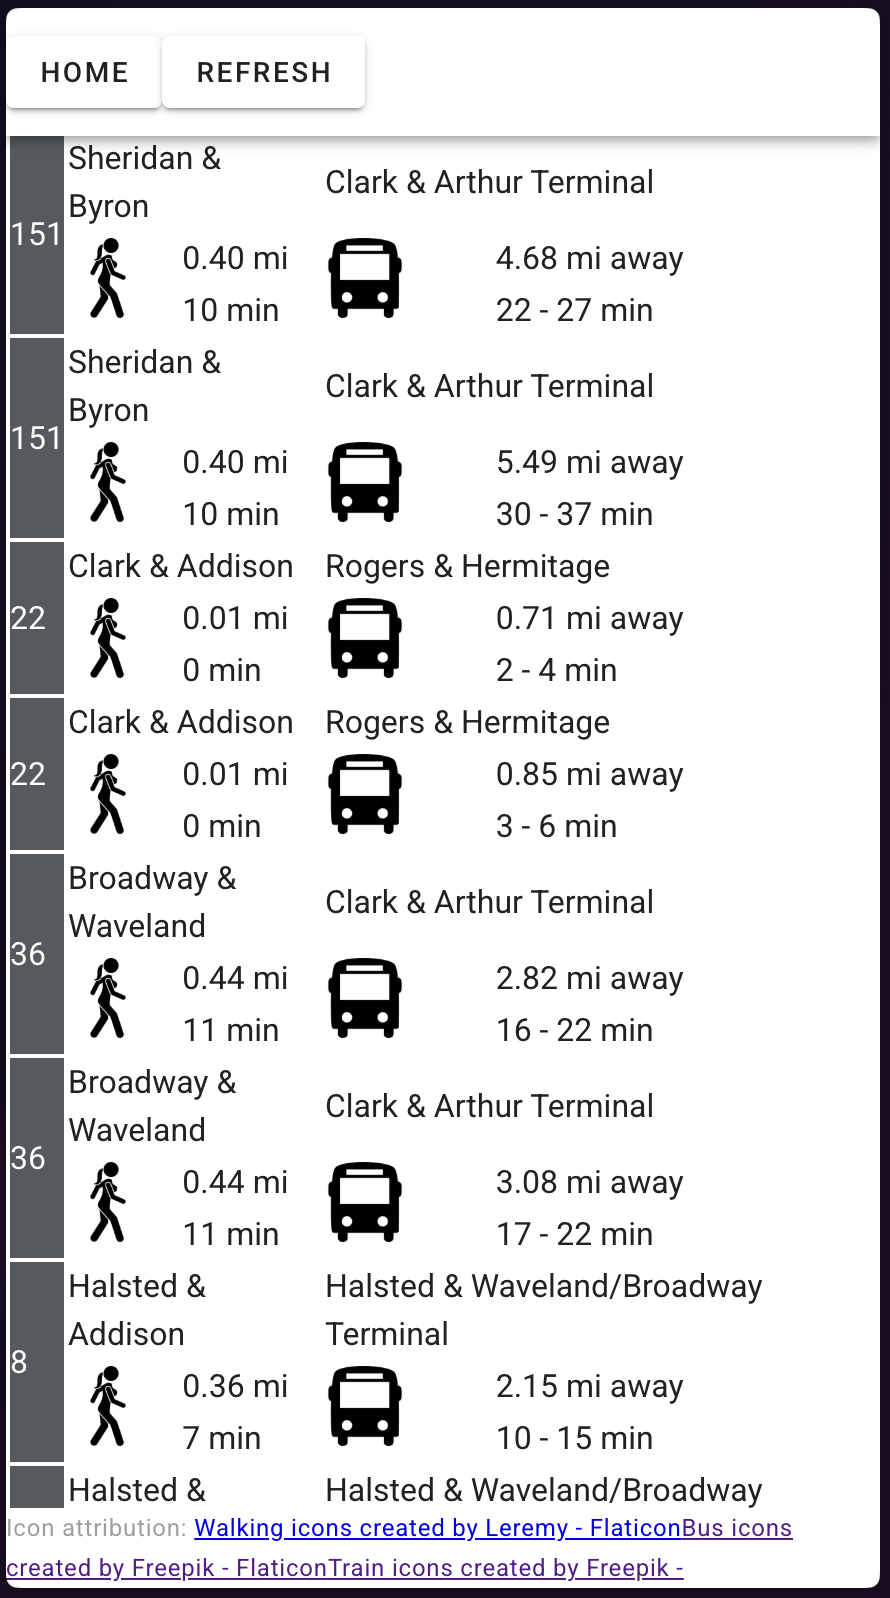 HOME REFRESH
Sheridan &
Byron
Clark & Arthur Terminal
151
0.40 mi
4.68 mi away
10 min
22 - 27 min
Sheridan &
Byron
Clark & Arthur Terminal
151
0.40 mi
5.49 mi away
10 min
30 - 37 min
Clark & Addison
Rogers & Hermitage
22
0.01 mi
0.71 mi away
0 min
2 - 4 min
Clark & Addison
Rogers & Hermitage
22
0.01 mi
0.85 mi away
0 min
3 - 6 min
Broadway &
Waveland
Clark & Arthur Terminal
36
0.44 mi
2.82 mi away
11 min
16 - 22 min
Broadway &
Waveland
Clark & Arthur Terminal
36
0.44 mi
3.08 mi away
11 min
17 - 22 min
Halsted &
Addison
Halsted & Waveland/Broadway
Terminal
8
0.36 mi
2.15 mi away
7 min
10 - 15 min
Halsted &
Halsted & Waveland/Broadway
Icon attribution: Walking icons created by Leremy - FlaticonBus icons
created by Freepik - FlaticonTrain icons created by Freepik -